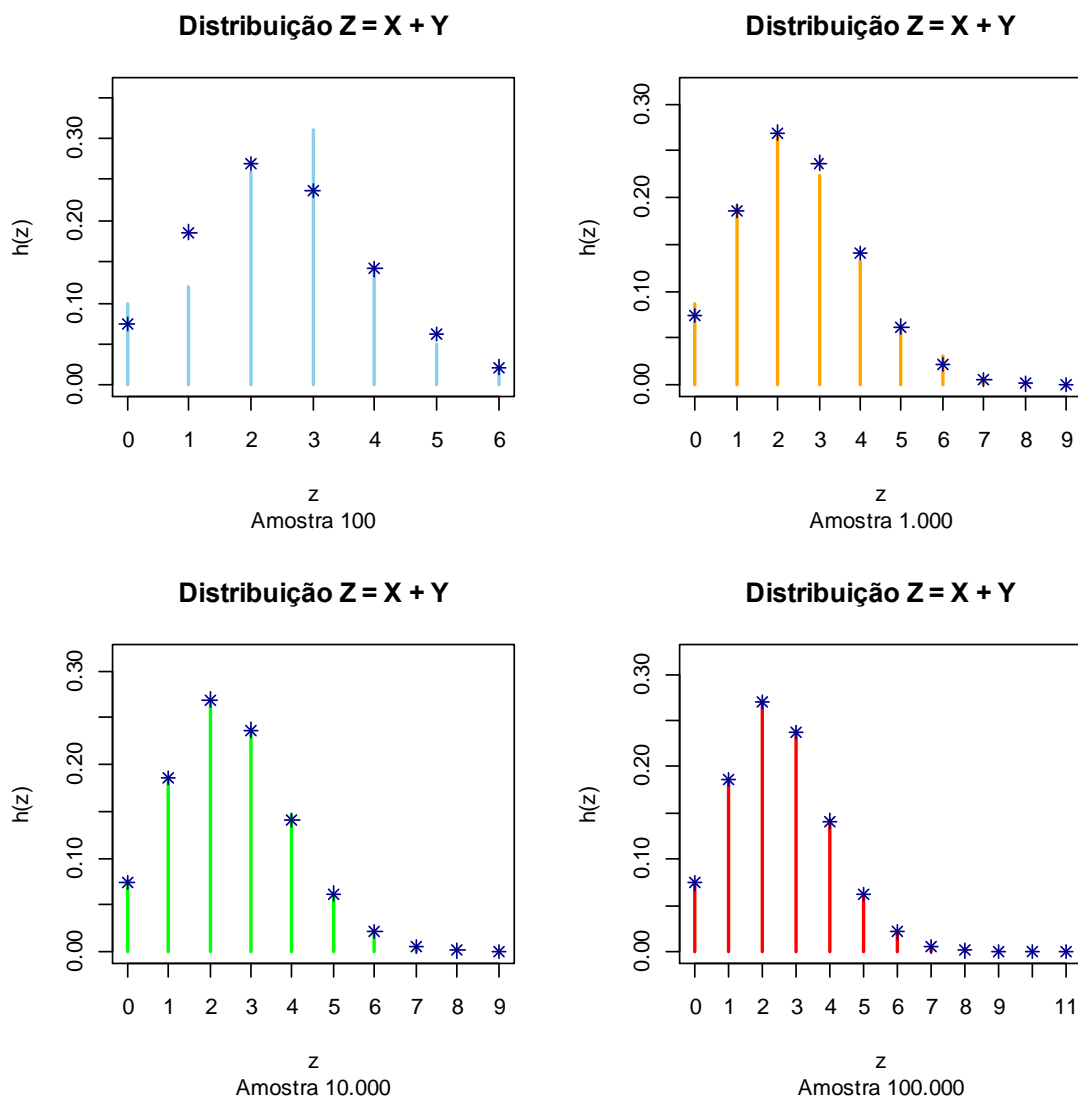 Distribuição Z = X + Y
h(z)
0.30
0.20
0.10
0.00
0 1 2 3 4 5 6
z
Amostra 100
Distribuição Z = X + Y
h(z)
0.30
0.20
0.10
0.00
0 1 2 3 4 5 6 7 8 9
z
Amostra 1.000
Distribuição Z = X + Y
h(z)
0.30
0.20
0.10
0.00
0 1 2 3 4 5 6 7 8 9
z
Amostra 10.000
Distribuição Z = X + Y
h(z)
0.30
0.20
0.10
0.00
0 1 2 3 4 5 6 7 8 9 11
z
Amostra 100.000